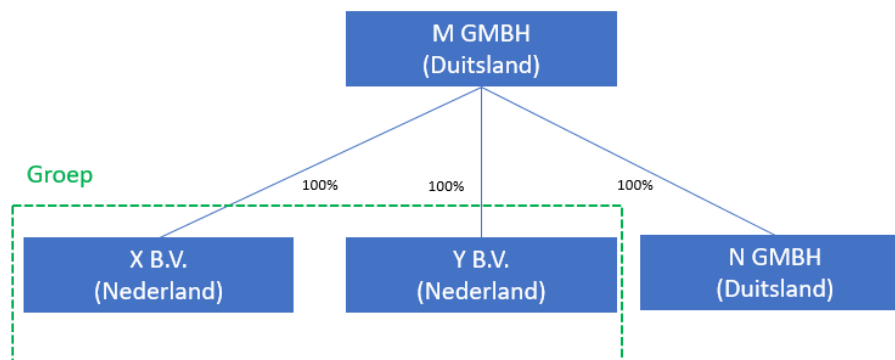 M GMBH
(Duitsland)
Groep
100%
100%
100%
X B.V.
(Nederland)
Y B.V.
(Nederland)
N GMBH
(Duitsland)